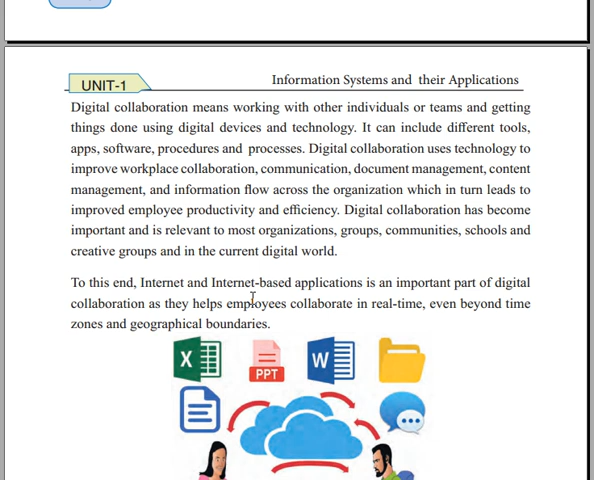 UNIT-1
Information Systems and their Applications
Digital collaboration means working with other individuals or teams and getting
things done using digital devices and technology. It can include different tools,
apps, software, procedures and processes. Digital collaboration uses technology to
improve workplace collaboration, communication, document management, content
management, and information flow across the organization which in turn leads to
improved employee productivity and efficiency. Digital collaboration has become
important and is relevant to most organizations, groups, communities, schools and
creative groups and in the current digital world.
To this end, Internet and Internet-based applications is an important part of digital
collaboration as they helps employees collaborate in real-time, even beyond time
zones and geographical boundaries.
X
PPT
W